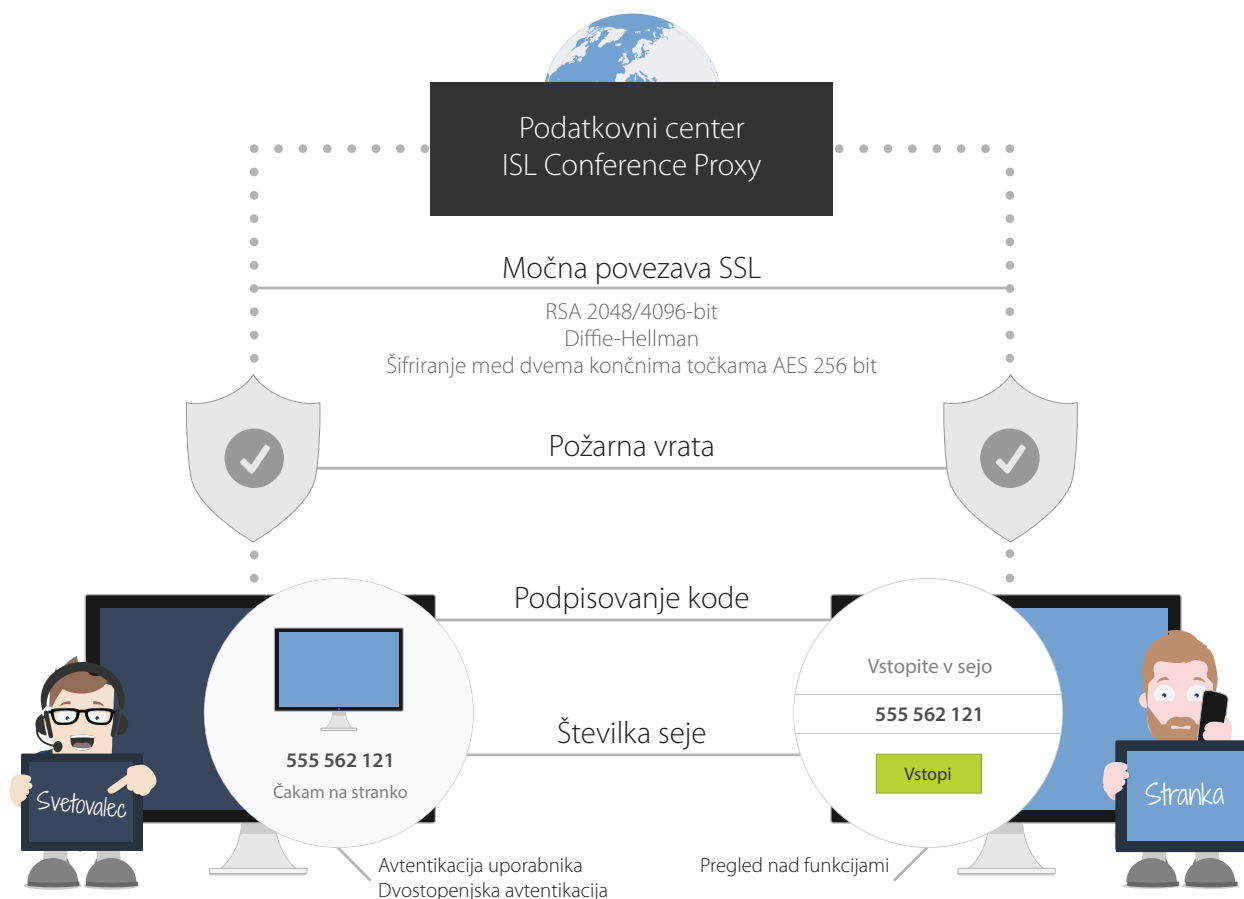 Podatkovni center
ISL Conference Proxy
Močna povezava SSL
RSA 2048/4096-bit
Diffie-Hellman
Šifriranje med dvema končnima točkama AES 256 bit
Požarna vrata
Podpisovanje kode
Vstopite v sejo
555 562 121
Številka seje
555 562 121
Čakam na stranko
Vstopi
Svetovalec
Stranka
Avtentikacija uporabnika
Dvostopenjska avtentikacija
Pregled nad funkcijami